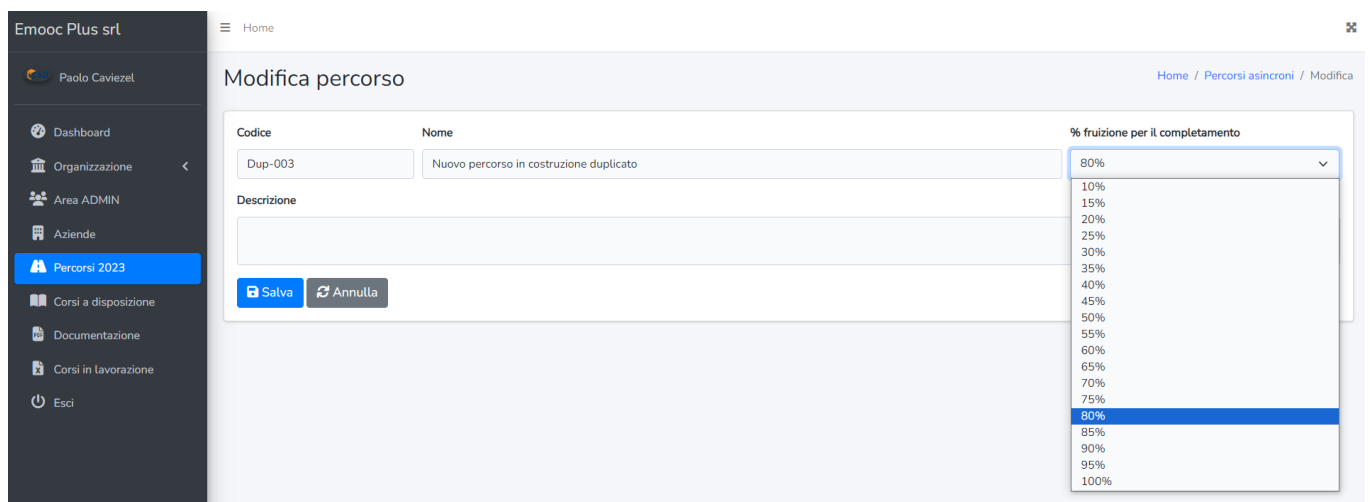 Emooc Plus srl
Home
Paolo Caviezel
Modifica percorso
Home / Percorsi asincroni / Modifica
Dashboard
Organizzazione
Area ADMIN
Aziende
Percorsi 2023
Corsi a disposizione
Documentazione
Corsi in lavorazione
Esci
Codice
Nome
% fruizione per il completamento
Dup-003
Nuovo percorso in costruzione duplicato
80%
Descrizione
Salva
Annulla
10%
15%
20%
25%
30%
35%
40%
45%
50%
55%
60%
65%
70%
75%
80%
85%
90%
95%
100%